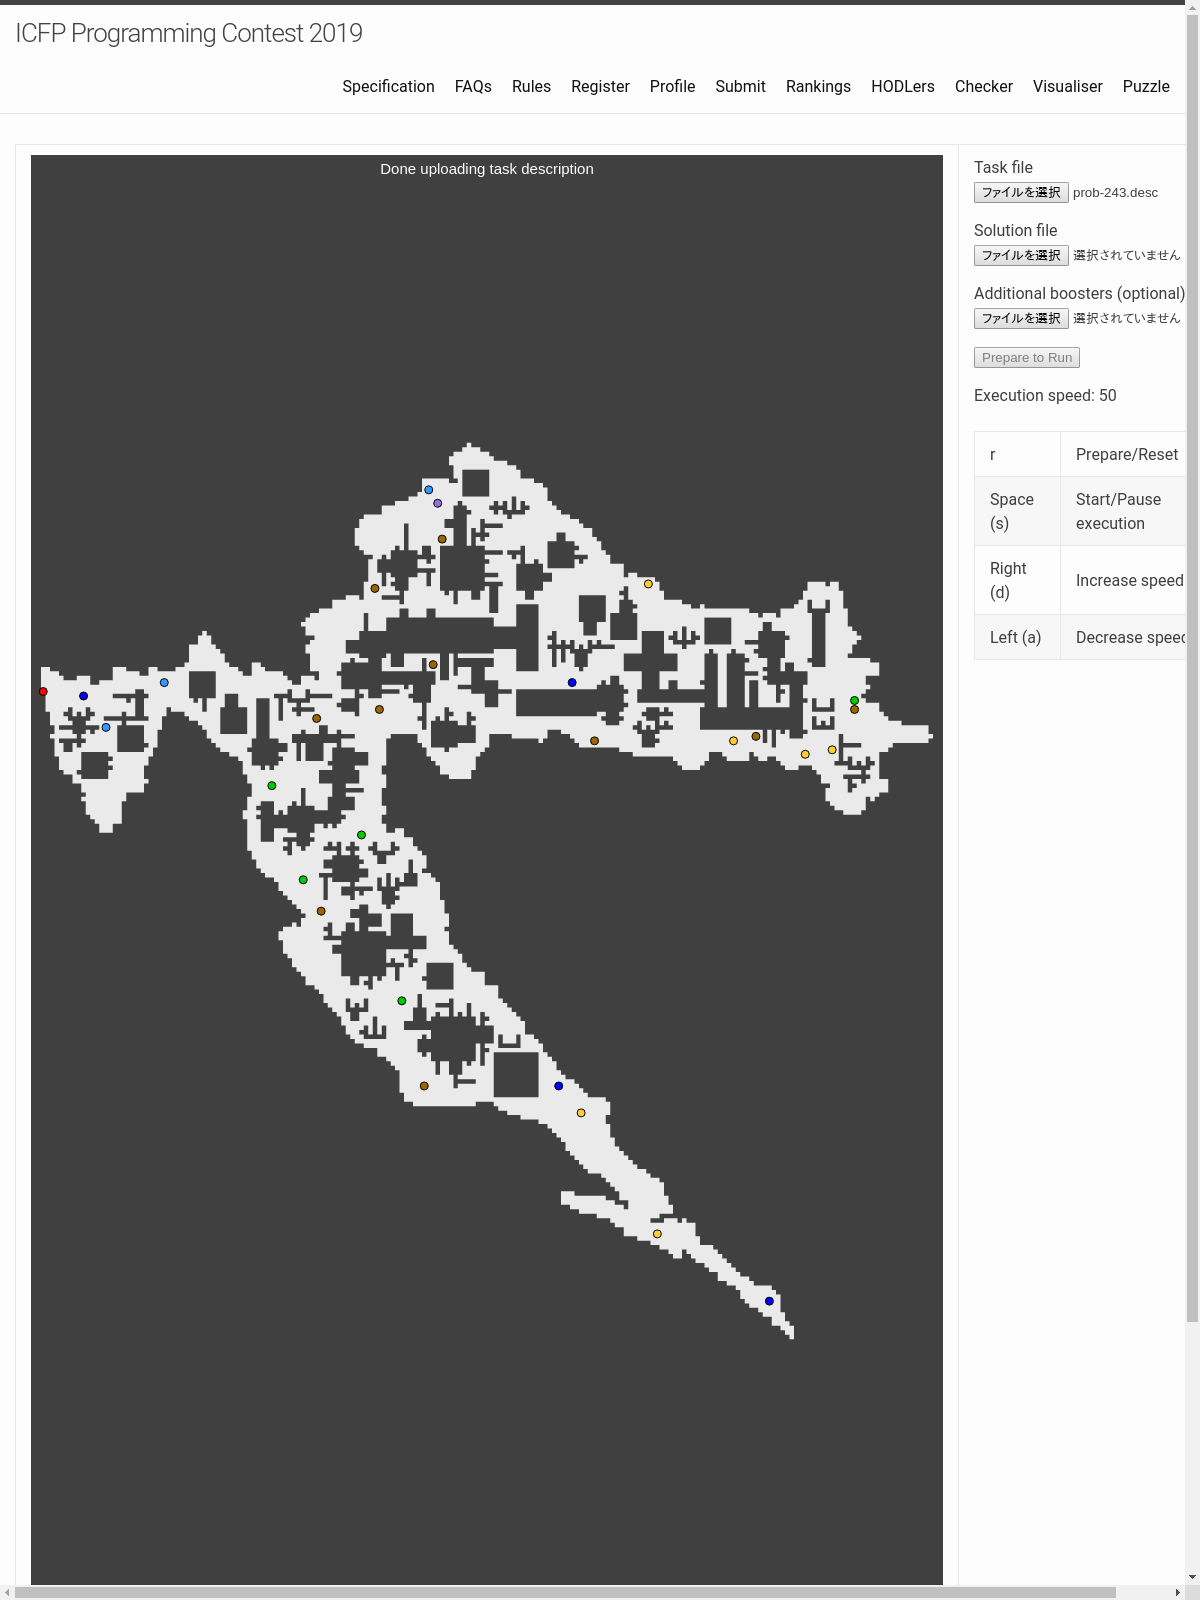 ICFP Programming Contest 2019
Specification FAQs Rules Register Profile Submit Rankings HODLers Checker Visualiser Puzzle
Done uploading task description
Task file
ファイルを選択 prob-243.desc
Solution file
ファイルを選択 選択されていません
Additional boosters (optional)
ファイルを選択 選択されていません
Prepare to Run
Execution speed: 50
r Prepare/Reset
Space (s) Start/Pause execution
Right (d) Increase speed
Left (a) Decrease speed